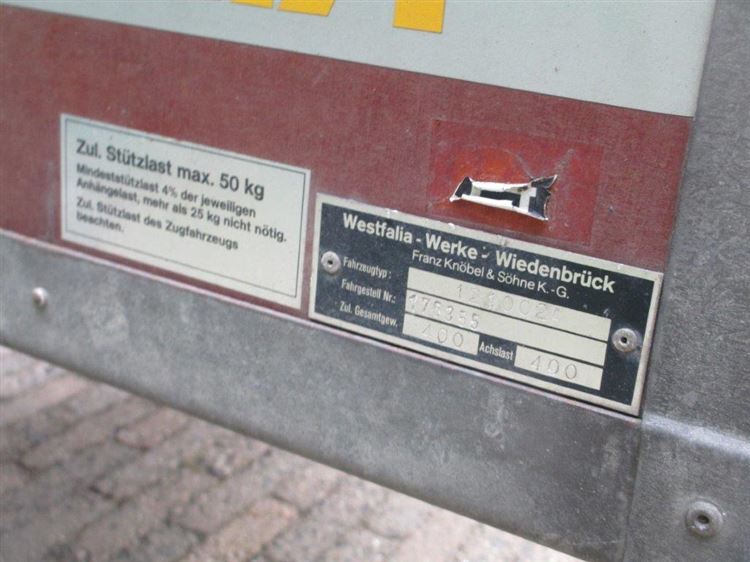 Zul. Stützlast max. 50 kg
Mindeststützlast 4% der jeweiligen
Anhängelast, mehr als 25 kg nicht nötig.
Zul. Stützlast des Zugfahrzeugs
beachten.
Westfalia - Werke - Wiedenbrück
Franz Knöbel & Söhne K.-G.
Fahrzeugtyp:
Fahrgestell Nr.: 178355
Zul. Gesamtgew. 400 Achslast 400